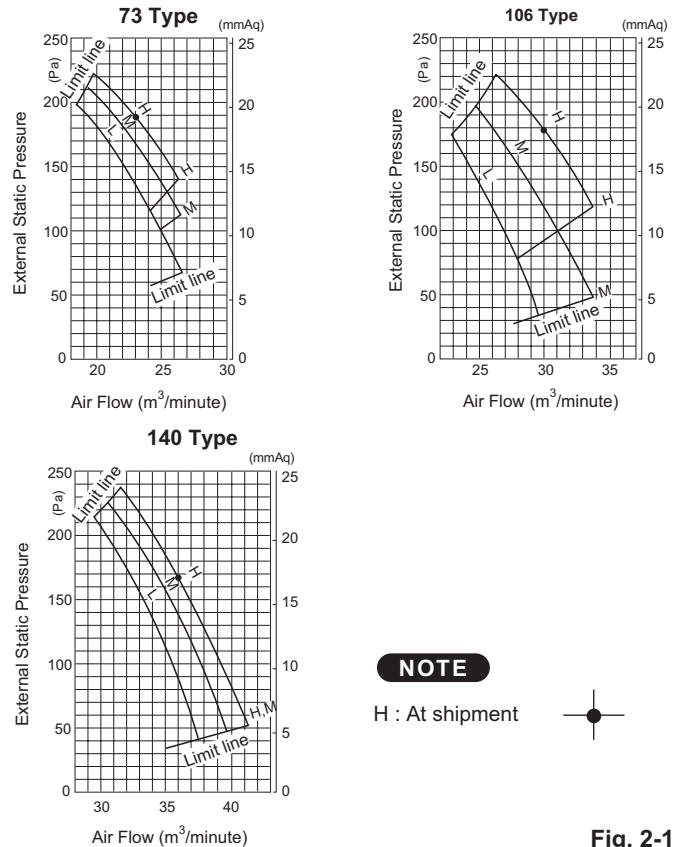 73 Type
(mmAq)
250
(Pa)
200
150
100
50
0
25
20
15
10
5
0
External Static Pressure
Limit line
L
M
H
H
M
Limit line
20
25
30
Air Flow (m³/minute)
106 Type
(mmAq)
250
(Pa)
200
150
100
50
0
25
20
15
10
5
0
External Static Pressure
Limit line
L
M
H
H
M
Limit line
25
30
35
Air Flow (m³/minute)
140 Type
(mmAq)
250
(Pa)
200
150
100
50
0
25
20
15
10
5
0
External Static Pressure
Limit line
L
M
H
H,M
Limit line
30
35
40
Air Flow (m³/minute)
NOTE
H : At shipment
Fig. 2-1